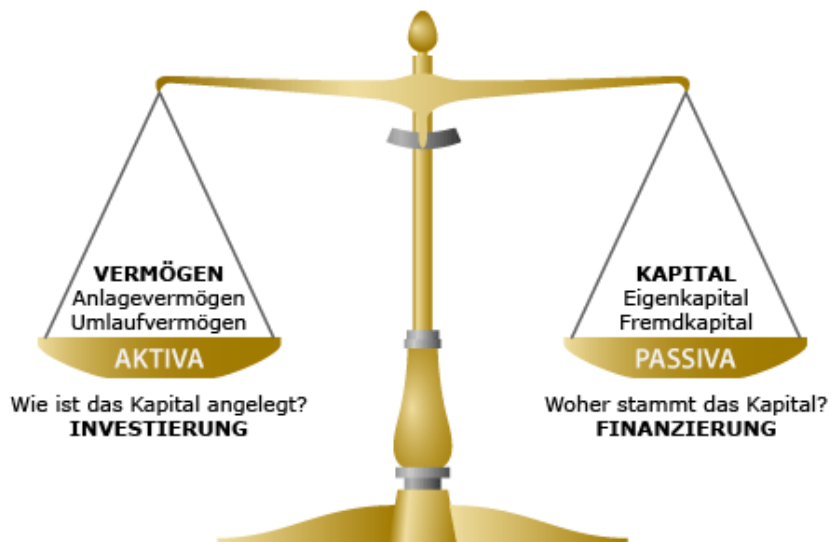 VERMÖGEN
Anlagevermögen
Umlaufvermögen
AKTIVA
Wie ist das Kapital angelegt?
INVESTIERUNG
KAPITAL
Eigenkapital
Fremdkapital
PASSIVA
Woher stammt das Kapital?
FINANZIERUNG